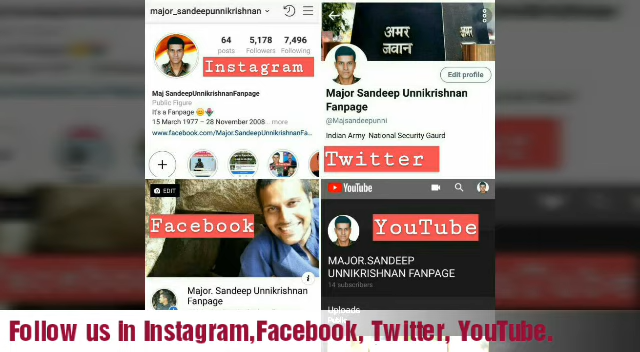 major_sandeepunnikrishnan
64 5,178 7,496
posts Followers Following
Instagram
Maj SandeepUnnikrishnanFanpage
Public Figure
It's a Fanpage
15 March 1977 – 28 November 2008... more
www.facebook.com/Major.SandeepUnnikrishnanFa...
अमर
जवान
अमर
जवान
Edit profile
Major Sandeep Unnikrishnan
Fanpage
@Majsandeepunni
Indian Army National Security Gaurd
Twitter
EDIT
Facebook
Major. Sandeep Unnikrishnan
Fanpage
YouTube
YouTube
MAJOR.SANDEEP
UNNIKRISHNAN FANPAGE
14 subscribers
Uploads
Public
Follow us in Instagram,Facebook, Twitter, YouTube.